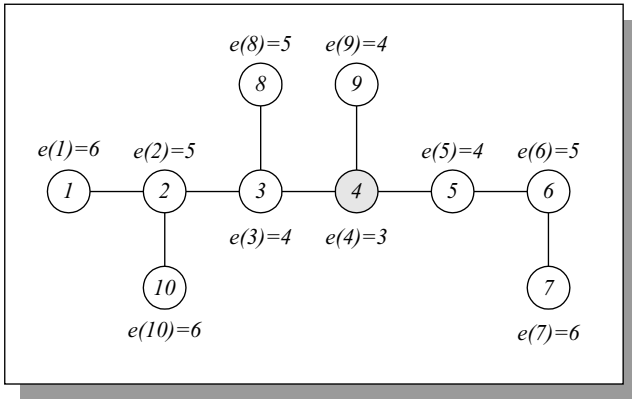 e(8)=5 e(9)=4
8 9
e(1)=6 e(2)=5 e(5)=4 e(6)=5
1 2 3 4 5 6
e(3)=4 e(4)=3
10 7
e(10)=6 e(7)=6